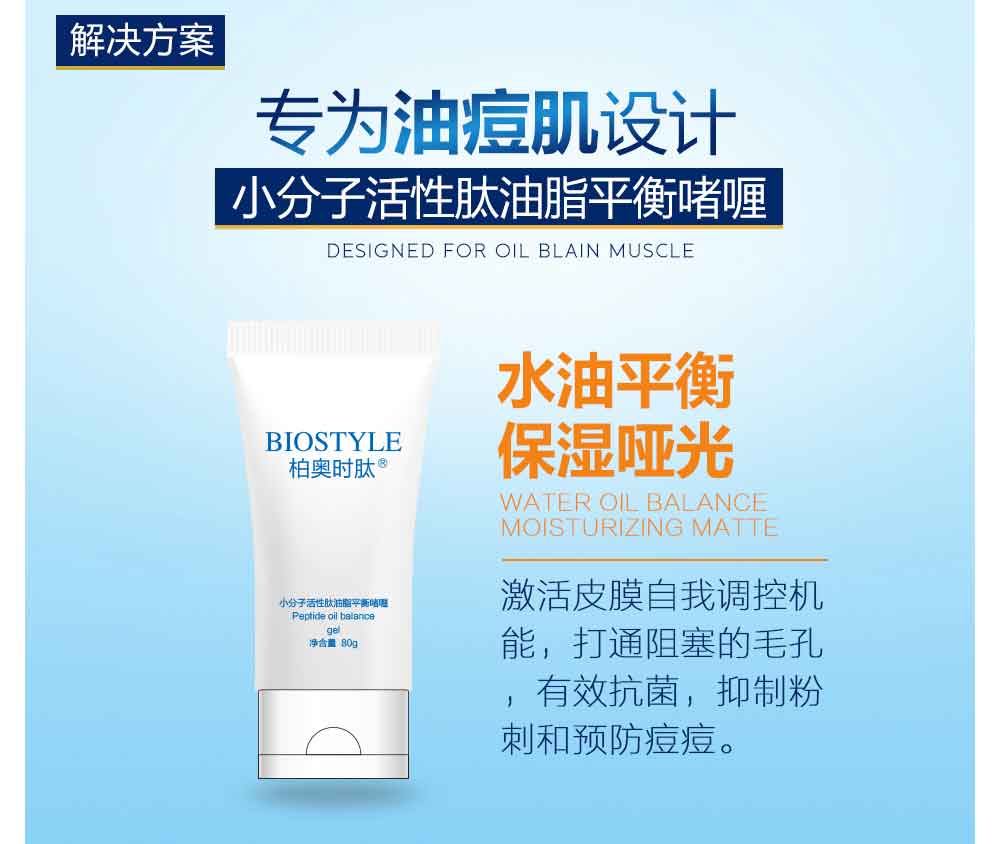 解决方案
专为油痘肌设计
小分子活性肽油脂平衡啫喱
DESIGNED FOR OIL BLAIN MUSCLE
BIOSTYLE
柏奥时肽®
小分子活性肽油脂平衡啫喱
Peptide oil balance
gel
净含量 80g
水油平衡
保湿哑光
WATER OIL BALANCE
MOISTURIZING MATTE
激活皮膜自我调控机
能，打通阻塞的毛孔
，有效抗菌，抑制粉
刺和预防痘痘。